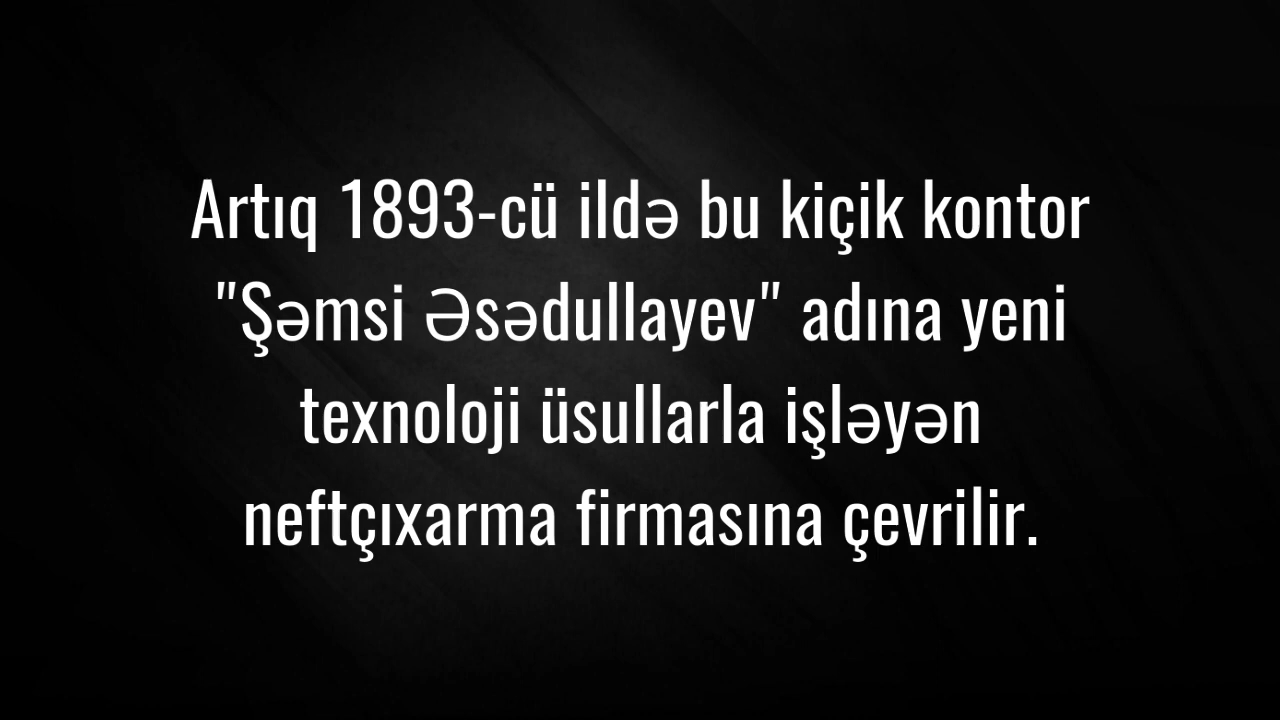 Artıq 1893-cü ildə bu kiçik kontor
"Şəmsi Əsədullayev" adına yeni
texnoloji üsullarla işləyən
neftçıxarma firmasına çevrilir.